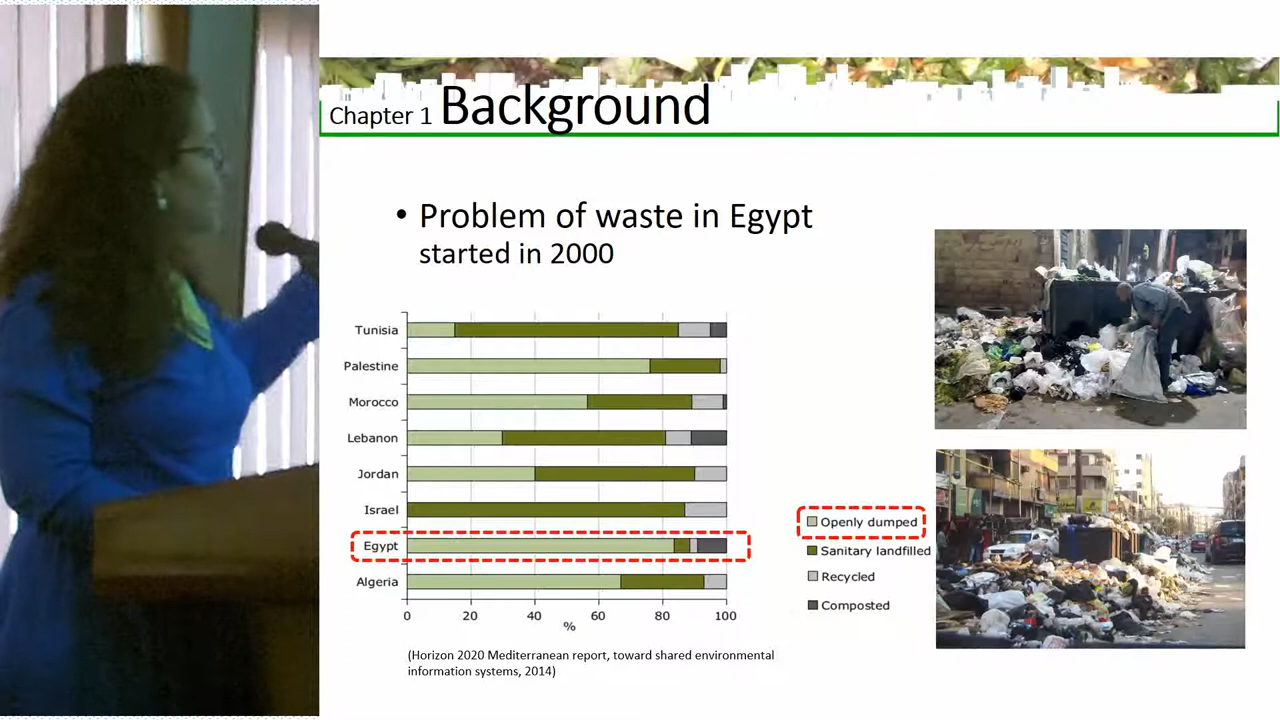 Chapter 1 Background
• Problem of waste in Egypt
started in 2000
Tunisia
Palestine
Morocco
Lebanon
Jordan
Israel
Egypt
Algeria
0 20 40 60 80 100
%
Openly dumped
Sanitary landfilled
Recycled
Composted
(Horizon 2020 Mediterranean report, toward shared environmental
information systems, 2014)